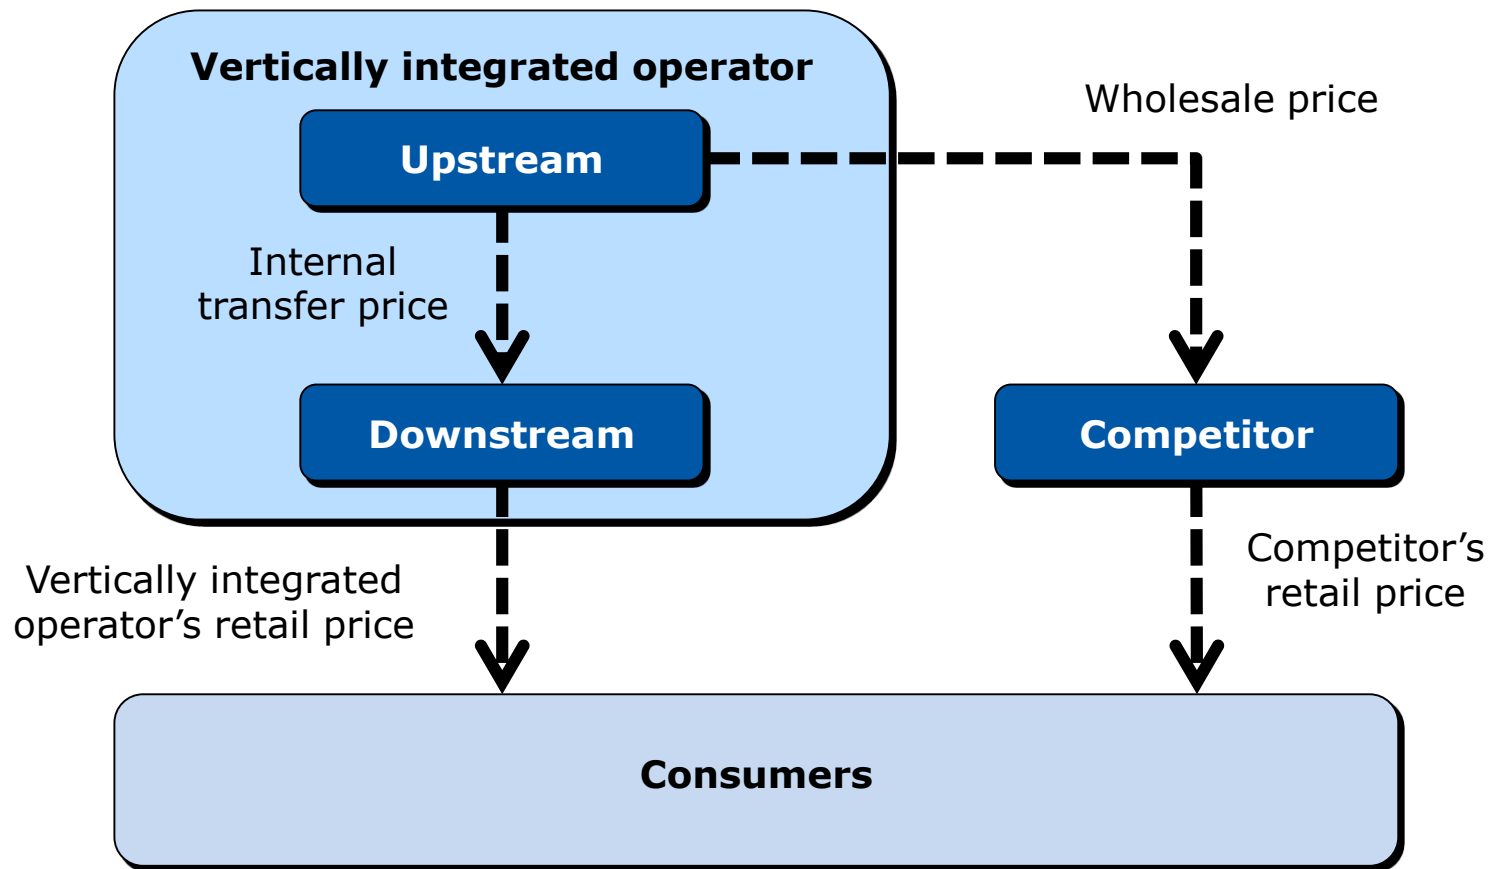 Vertically integrated operator
Wholesale price
Upstream
Internal
transfer price
Downstream
Competitor
Vertically integrated
operator’s retail price
Competitor’s
retail price
Consumers